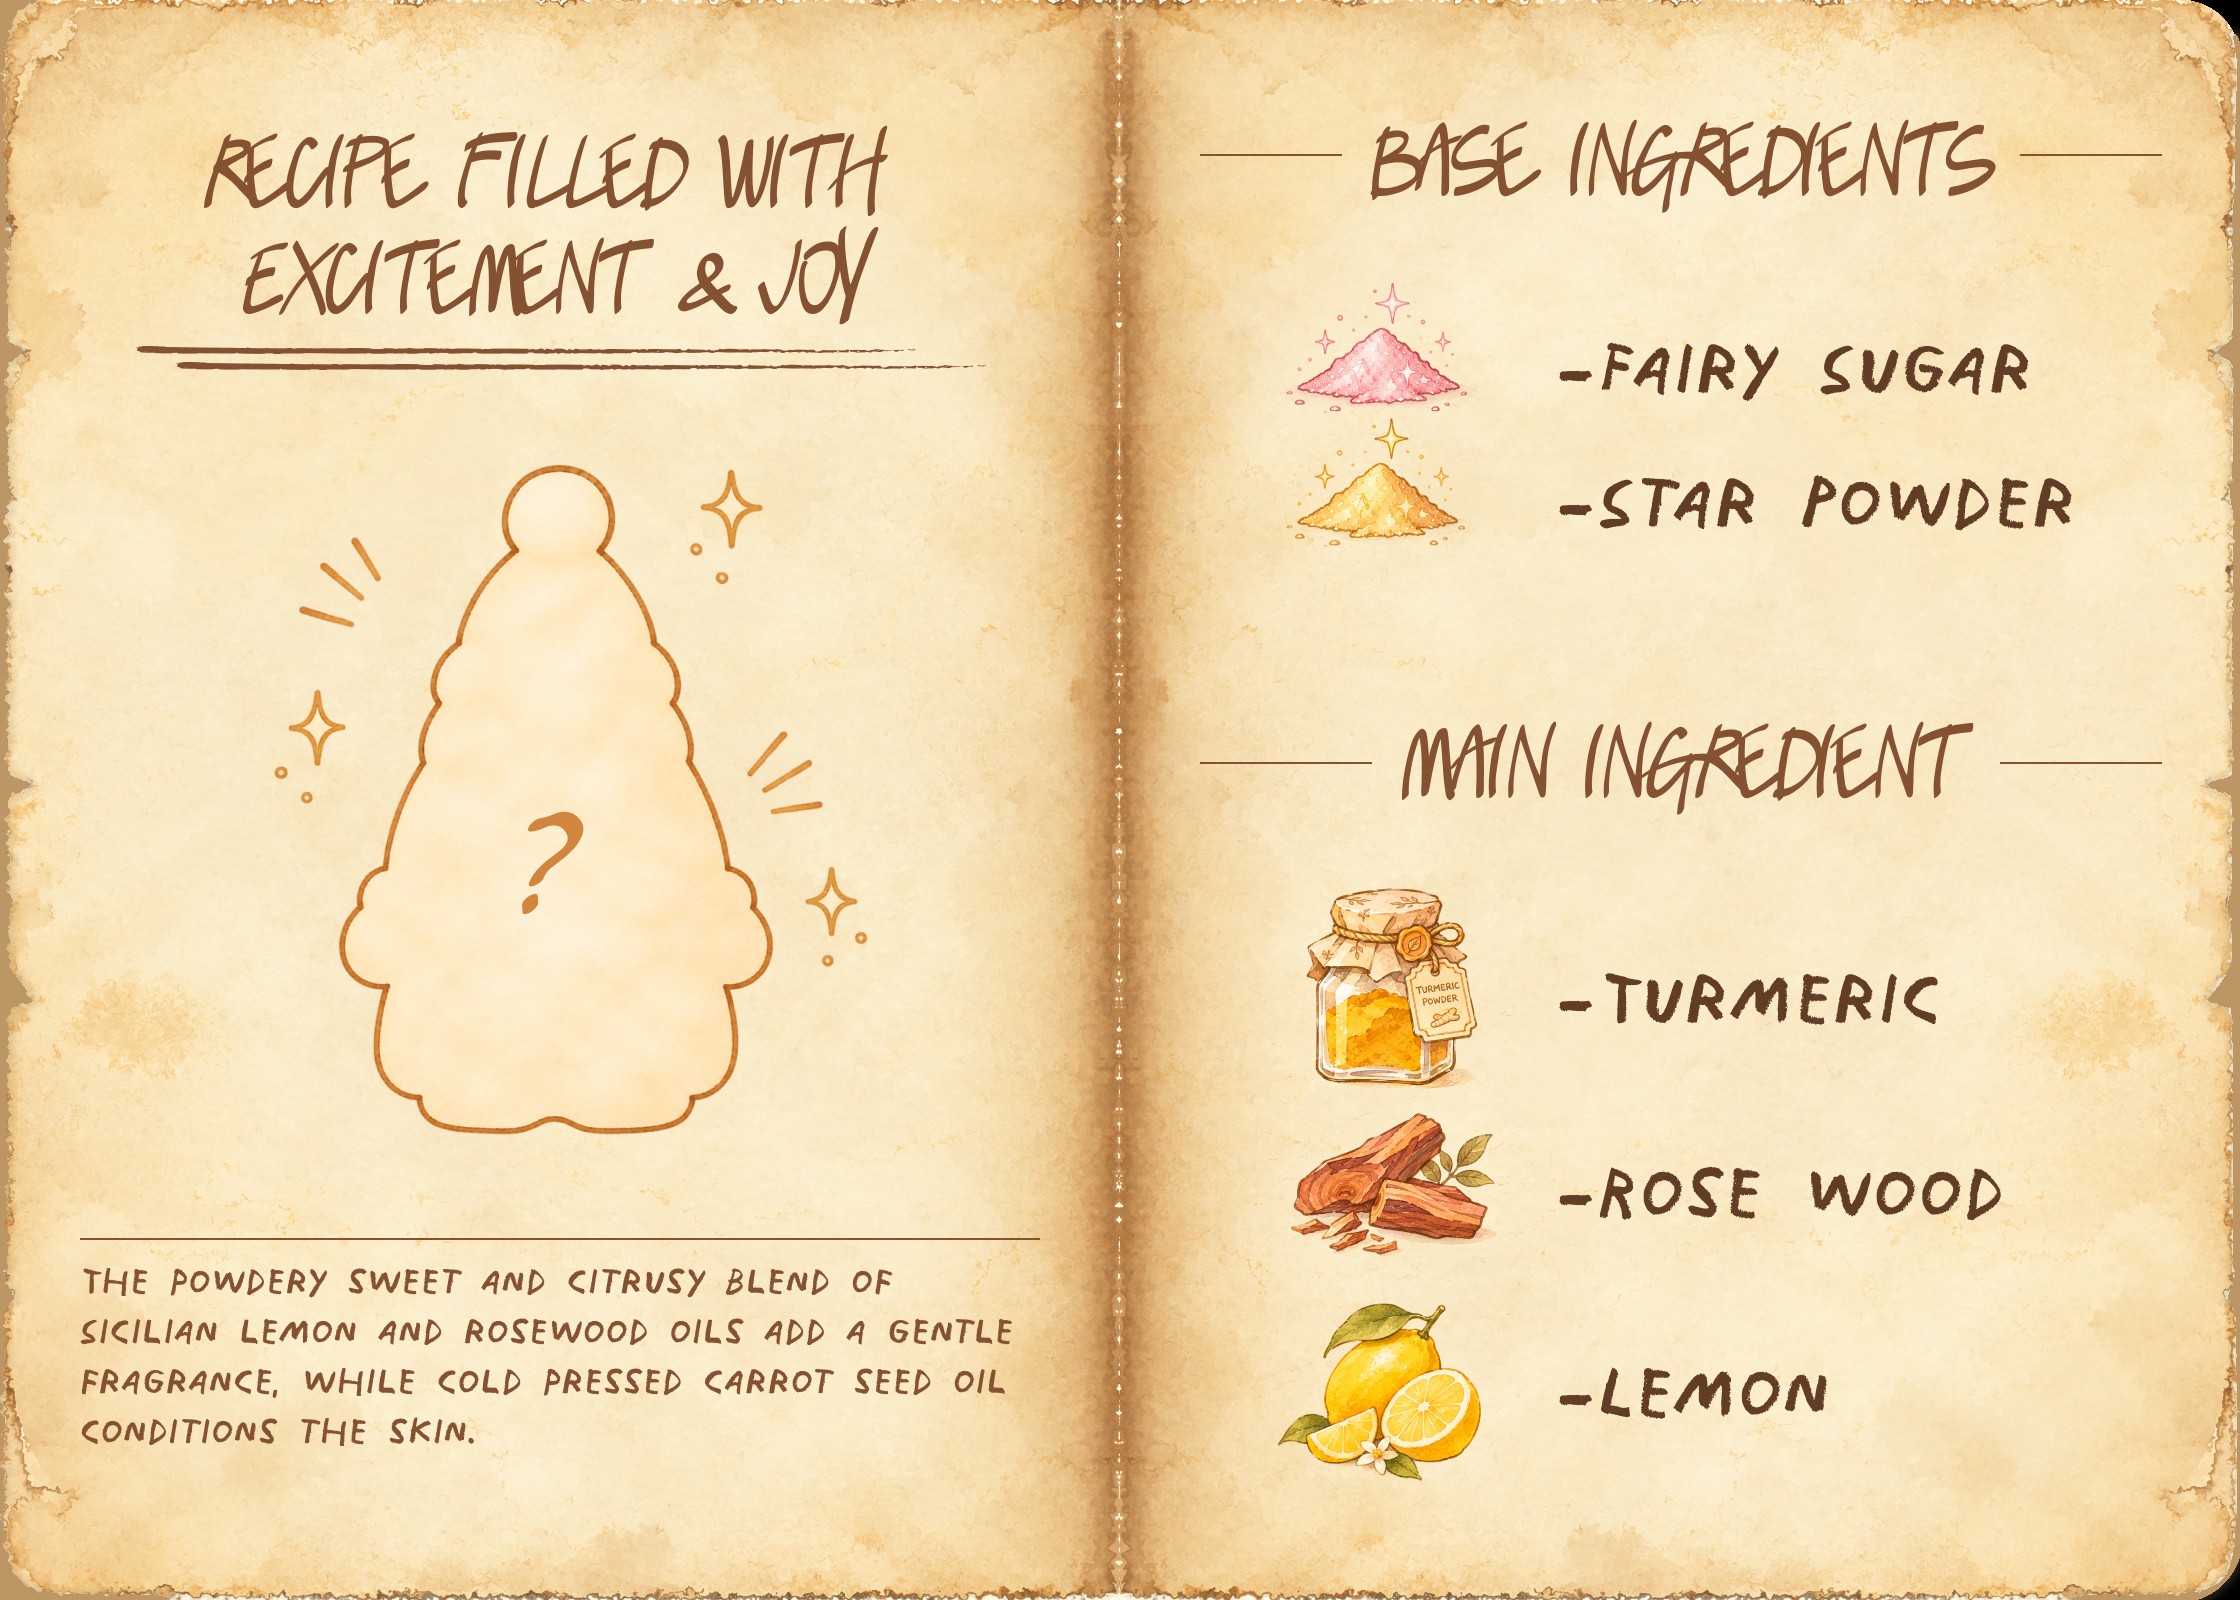 RECIPE FILLED WITH
EXCITEMENT & JOY
?
THE POWDERY SWEET AND CITRUSY BLEND OF
SICILIAN LEMON AND ROSEWOOD OILS ADD A GENTLE
FRAGRANCE, WHILE COLD PRESSED CARROT SEED OIL
CONDITIONS THE SKIN.
BASE INGREDIENTS
-FAIRY SUGAR
-STAR POWDER
MAIN INGREDIENT
TURMERIC
POWDER
-TURMERIC
-ROSE WOOD
-LEMON